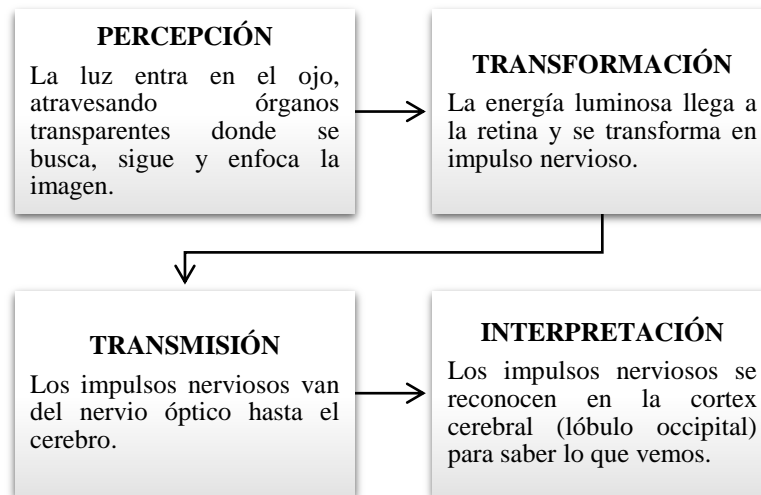 PERCEPCIÓN
La luz entra en el ojo,
atravesando órganos
transparentes donde se
busca, sigue y enfoca la
imagen.
TRANSFORMACIÓN
La energía luminosa llega a
la retina y se transforma en
impulso nervioso.
TRANSMISIÓN
Los impulsos nerviosos van
del nervio óptico hasta el
cerebro.
INTERPRETACIÓN
Los impulsos nerviosos se
reconocen en la cortex
cerebral (lóbulo occipital)
para saber lo que vemos.